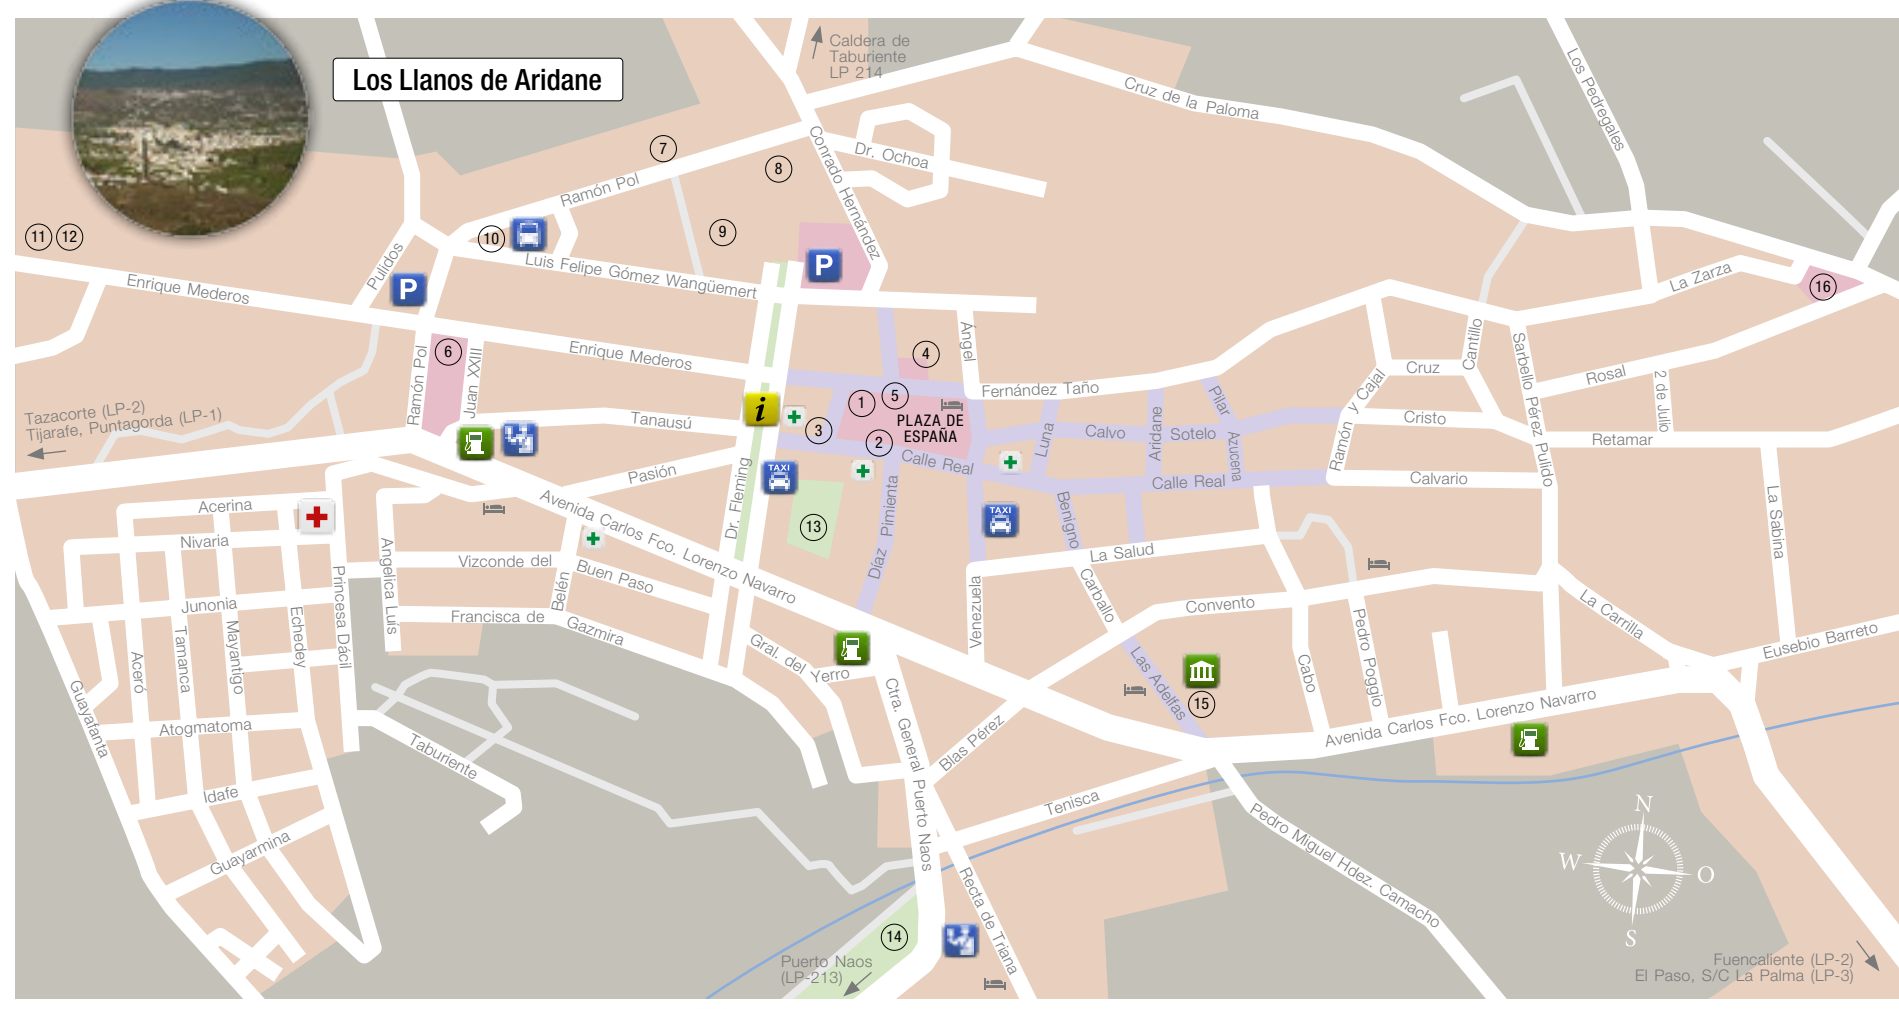 Los Llanos de Aridane
Caldera de
Taburiente
LP 214
Los Pedregales
Cruz de la Paloma
Conrado Hernández
Dr. Ochoa
7
8
Ramón Pol
9
10
11
12
Pulidos
P
P
Luis Felipe Gómez Wangüemert
Enrique Mederos
La Zarza
16
Enrique Mederos
Ramón Pol
6
Juan XXIII
Ángel
4
Fernández Taño
5
1
PLAZA DE
ESPAÑA
2
3
i
Calle Real
Tanausú
Tazacorte (LP-2)
Tijarafe, Puntagorda (LP-1)
Pilar
Azucena
Luna
Calvo
Aridane
Sotelo
Calle Real
Ramón y Cajal
Cruz
Cantillo
Cristo
Calvario
Sarbello Pérez Pulido
Rosal
2 de Julio
Retamar
La Sabina
Pasión
Dr. Fleming
TAXI
TAXI
13
Díaz Pimienta
Benigno
Carballo
La Salud
Venezuela
Avenida Carlos Fco. Lorenzo Navarro
Acerina
Nivaria
Junonia
Aceró
Tamanca
Mayantigo
Echedey
Princesa Dácil
Angelica Luís
Vizconde del
Buen Paso
Belén
Francisca de
Gazmira
Guayafanta
Atogmatoma
Idafe
Guayarmina
Taburiente
Gral. del Yerro
Ctra. General Puerto Naos
Blas Pérez
Convento
Las Adelfas
15
Cabo
Pedro Poggio
La Carrilla
Eusebio Barreto
Avenida Carlos Fco. Lorenzo Navarro
Tenisca
Pedro Miguel Hdez. Camacho
Recta de Triana
14
Puerto Naos
(LP-213)
N
W
O
S
Fuencaliente (LP-2)
El Paso, S/C La Palma (LP-3)